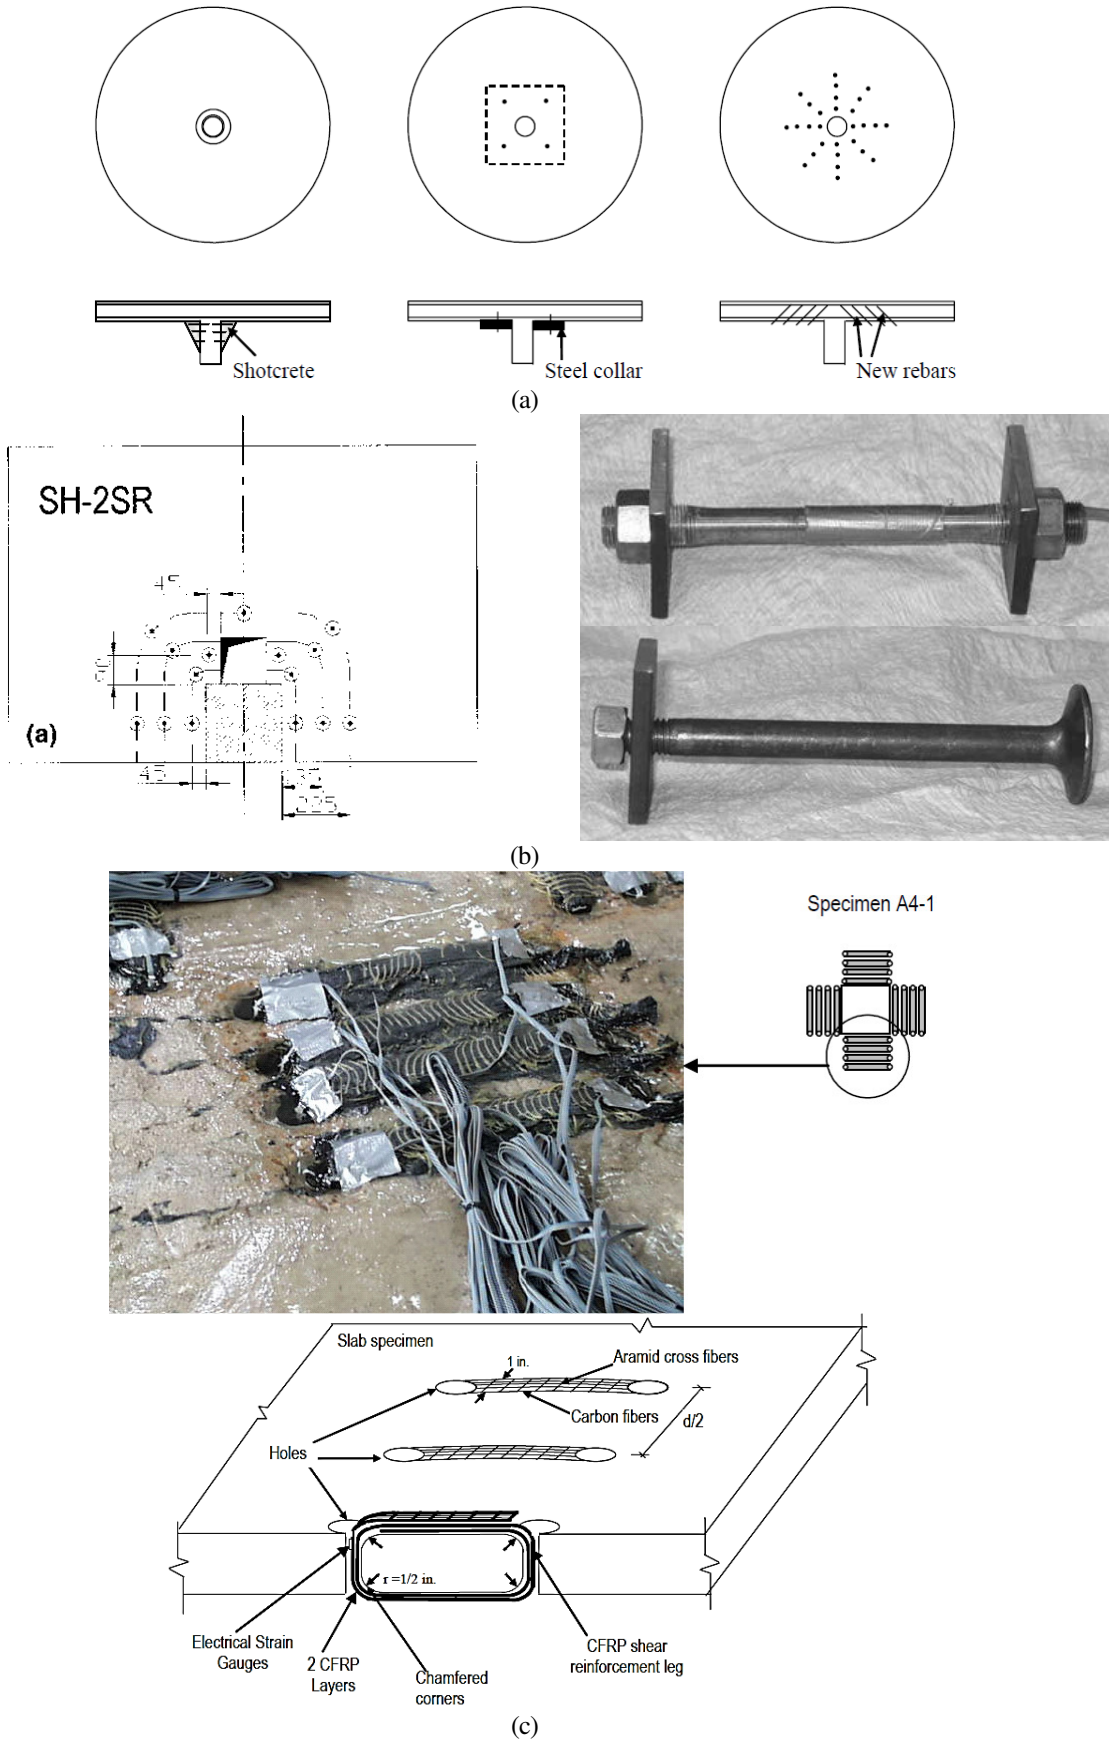 Shotcrete
Steel collar
New rebars
(a)
SH-2SR
45
(a)
45
225
(b)
Specimen A4-1
Slab specimen
1 in.
Aramid cross fibers
Carbon fibers
d/2
Holes
r =1/2 in.
Electrical Strain
Gauges
2 CFRP
Layers
Chamfered
corners
CFRP shear
reinforcement leg
(c)